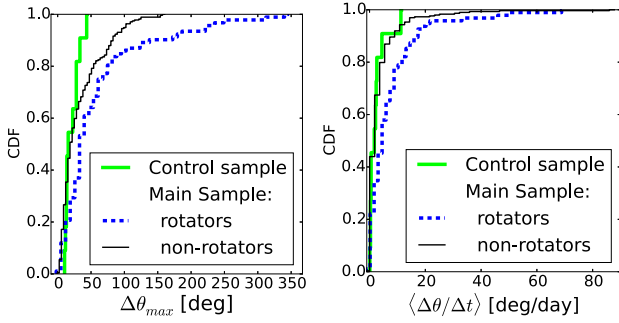 CDF
1.0
0.8
0.6
0.4
0.2
0.0
Control sample
Main Sample:
rotators
non-rotators
0 50 100 150 200 250 300 350
Δθmax [deg]
CDF
1.0
0.8
0.6
0.4
0.2
0.0
Control sample
Main Sample:
rotators
non-rotators
0 20 40 60 80
⟨Δθ/Δt⟩ [deg/day]